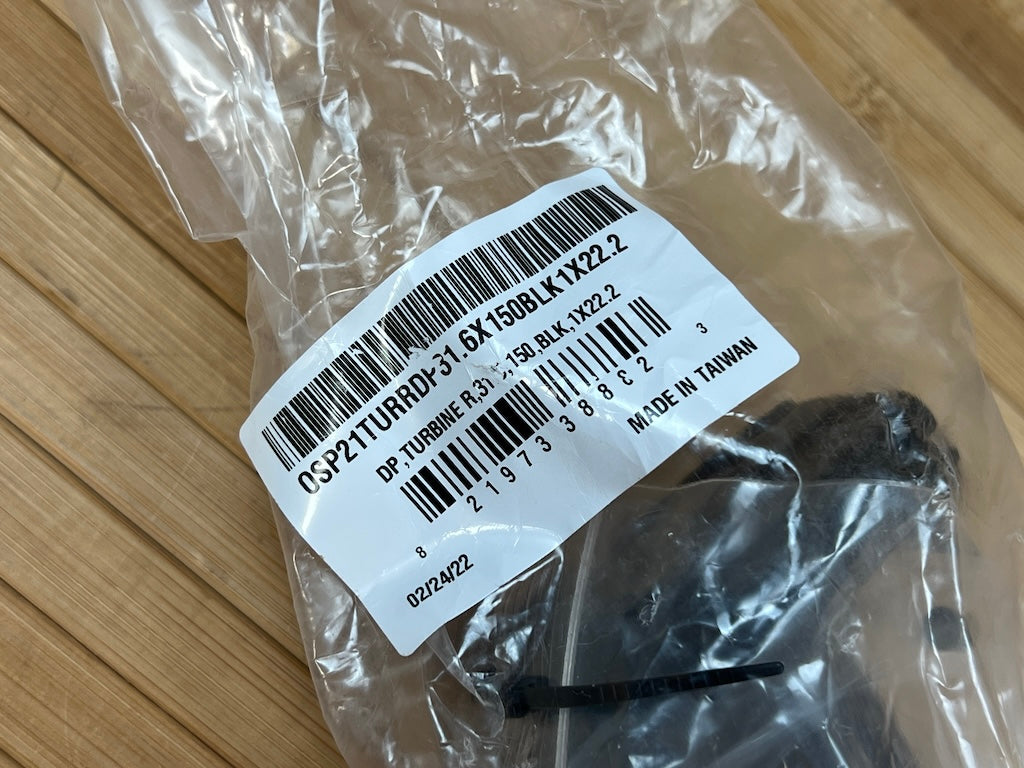 OSP21TURRDP31.6X150BLK1X22.2
DP,TURBINE R,31.6,150,BLK,1X22.2
8 21973 38882 3
02/24/22 MADE IN TAIWAN